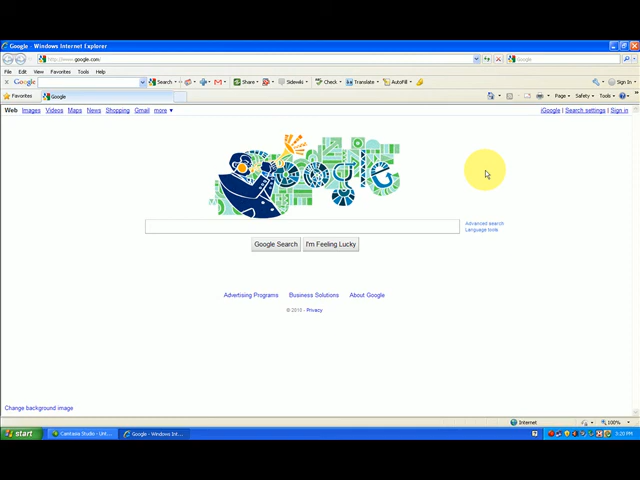 Google - Windows Internet Explorer
http://www.google.com/
Google
File Edit View Favorites Tools Help
Google
Search
Share
Sidewiki
Check
Translate
AutoFill
Sign In
Favorites
Google
Page
Safety
Tools
Web Images Videos Maps News Shopping Gmail more ▼
iGoogle | Search settings | Sign in
Google
Advanced search
Language tools
Google Search
I'm Feeling Lucky
Advertising Programs
Business Solutions
About Google
© 2010 - Privacy
Change background image
Internet
100%
start
Camtasia Studio - Unt...
Google - Windows Int...
3:20 PM